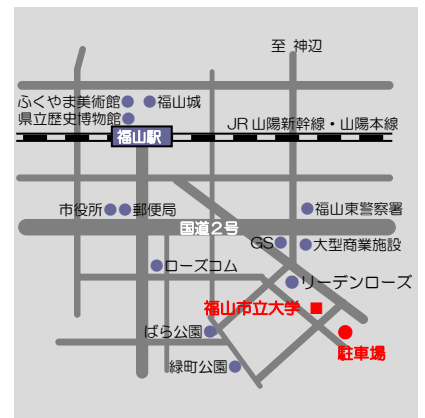 至 神辺
ふくやま美術館
福山城
県立歴史博物館
JR 山陽新幹線・山陽本線
福山駅
市役所
郵便局
福山東警察署
国道2号
GS
大型商業施設
ローズコム
リーデンローズ
福山市立大学
ばら公園
駐車場
緑町公園